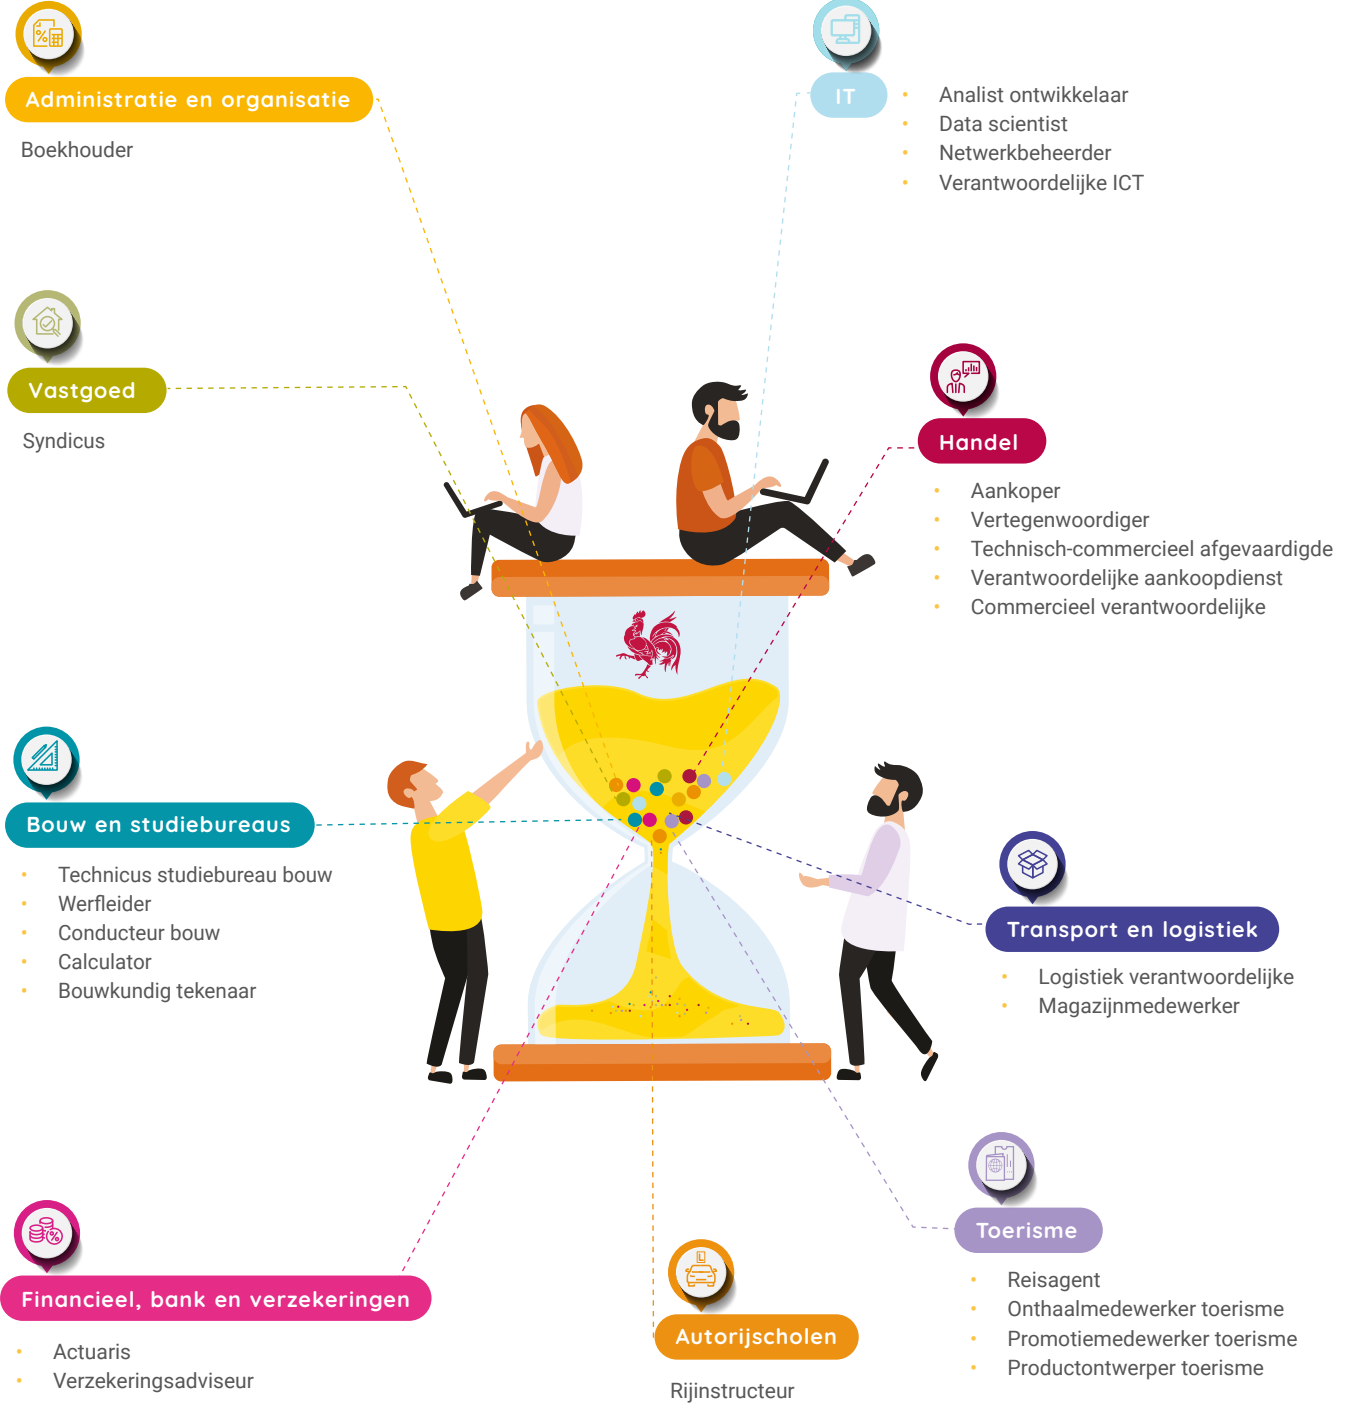 Administratie en organisatie
Boekhouder
IT
Analist ontwikkelaar
Data scientist
Netwerkbeheerder
Verantwoordelijke ICT
Vastgoed
Syndicus
Handel
Aankoper
Vertegenwoordiger
Technisch-commercieel afgevaardigde
Verantwoordelijke aankoopdienst
Commercieel verantwoordelijke
Bouw en studiebureaus
Technicus studiebureau bouw
Werfleider
Conducteur bouw
Calculator
Bouwkundig tekenaar
Transport en logistiek
Logistiek verantwoordelijke
Magazijnmedewerker
Toerisme
Reisagent
Onthaalmedewerker toerisme
Promotiemedewerker toerisme
Productontwerper toerisme
Financieel, bank en verzekeringen
Actuaris
Verzekeringsadviseur
L
Autorijscholen
Rijinstructeur